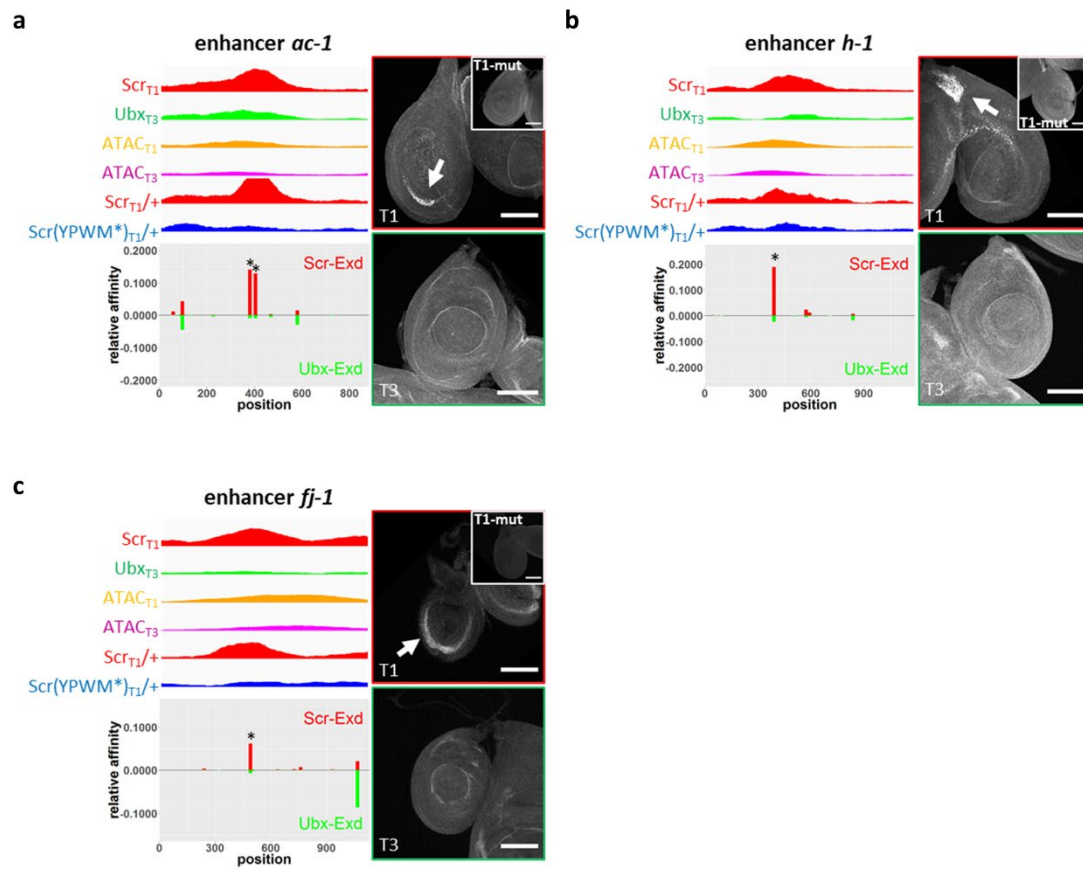 a
enhancer ac-1
ScrT1
UbxT3
ATACT1
ATACT3
ScrT1/+
Scr(YPWM*)T1/+
relative affinity
0.2000
0.1000
0.0000
-0.1000
-0.2000
* *
Scr-Exd
Ubx-Exd
0 200 400 600 800
position
T1-mut
T1
T3
b
enhancer h-1
ScrT1
UbxT3
ATACT1
ATACT3
ScrT1/+
Scr(YPWM*)T1/+
relative affinity
0.2000
0.1000
0.0000
-0.1000
-0.2000
*
Scr-Exd
Ubx-Exd
0 300 600 900
position
T1-mut
T1
T3
c
enhancer fj-1
ScrT1
UbxT3
ATACT1
ATACT3
ScrT1/+
Scr(YPWM*)T1/+
relative affinity
0.1000
0.0000
-0.1000
*
Scr-Exd
Ubx-Exd
0 300 600 900
position
T1-mut
T1
T3